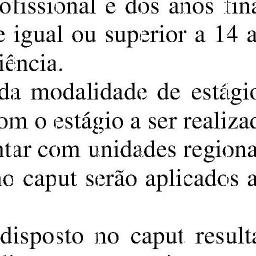 ofissional e dos anos fina
e igual ou superior a 14 a
iência.
da modalidade de estágio
om o estágio a ser realizad
ntar com unidades regiona
no caput serão aplicados a
disposto no caput resulta